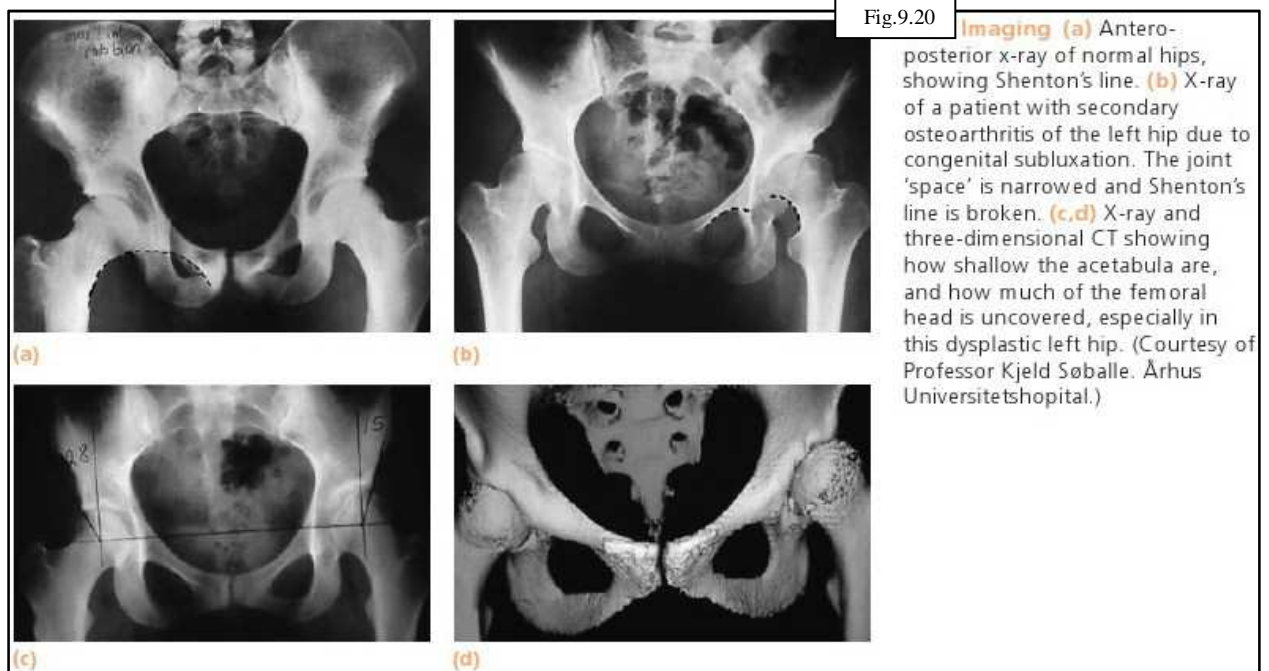 Fig.9.20
Imaging (a) Antero-
posterior x-ray of normal hips,
showing Shenton's line. (b) X-ray
of a patient with secondary
osteoarthritis of the left hip due to
congenital subluxation. The joint
'space' is narrowed and Shenton's
line is broken. (c,d) X-ray and
three-dimensional CT showing
how shallow the acetabula are,
and how much of the femoral
head is uncovered, especially in
this dysplastic left hip. (Courtesy of
Professor Kjeld Søballe. Århus
Universitetshopital.)
(a)
(b)
28
15
(c)
(d)